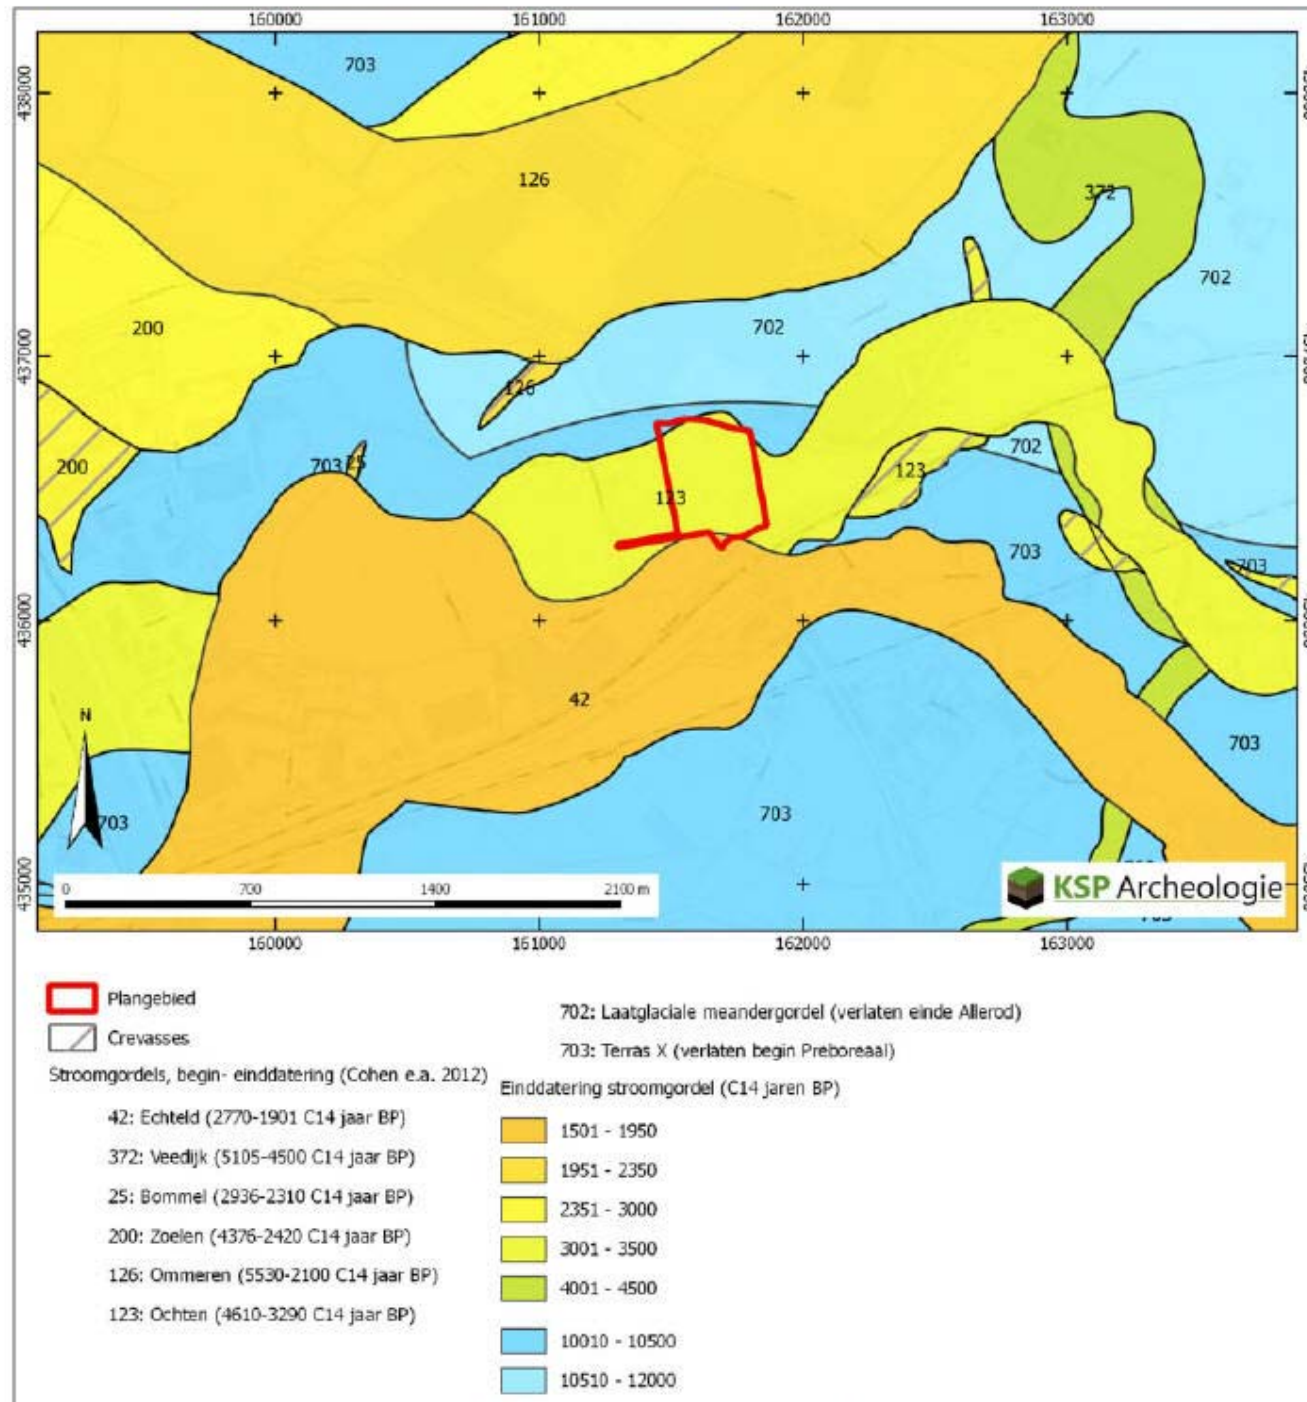 160000 161000 162000 163000
703
438000
126
372
702
200
702
437000
126
702
200 703 25 123 123
703 703
436000
42
N
703
703
703
435000
0 700 1400 2100 m
KSP Archeologie
160000 161000 162000 163000
Plangebied
Crevasses
Stroomgordels, begin- einddatering (Cohen e.a. 2012)
42: Echteld (2770-1901 C14 jaar BP)
372: Veedijk (5105-4500 C14 jaar BP)
25: Bommel (2936-2310 C14 jaar BP)
200: Zoelen (4376-2420 C14 jaar BP)
126: Ommeren (5530-2100 C14 jaar BP)
123: Ochten (4610-3290 C14 jaar BP)
702: Laatglaciale meandergordel (verlaten einde Allerod)
703: Terras X (verlaten begin Preboreaal)
Einddatering stroomgordel (C14 jaren BP)
1501 - 1950
1951 - 2350
2351 - 3000
3001 - 3500
4001 - 4500
10010 - 10500
10510 - 12000